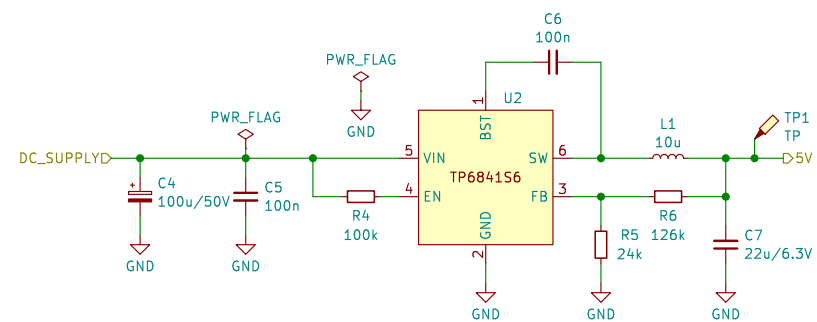 C6
100n
PWR_FLAG
GND
PWR_FLAG
U2
1
BST
TP1
TP
L1
10u
DC_SUPPLY
5
VIN
SW
6
5V
TP6841S6
4
EN
FB
3
C4
100u/50V
C5
100n
R4
100k
GND
2
R5
24k
R6
126k
C7
22u/6.3V
GND
GND
GND
GND
GND
+